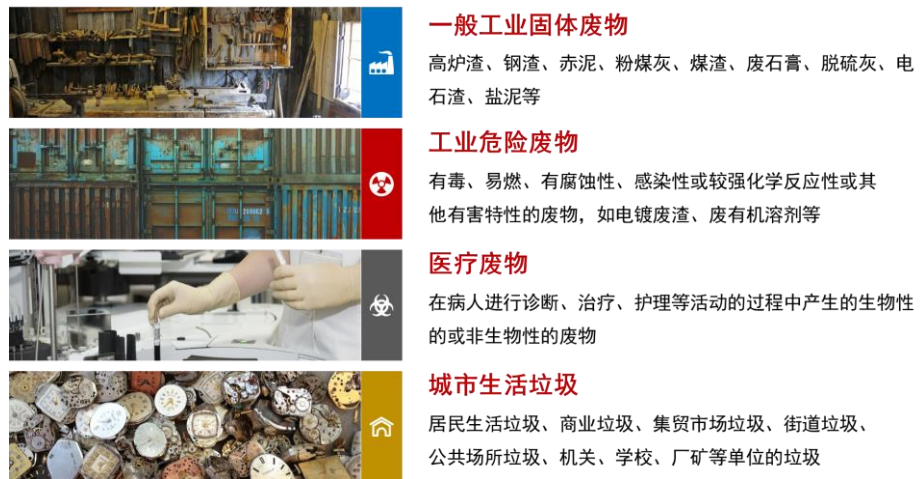 一般工业固体废物
高炉渣、钢渣、赤泥、粉煤灰、煤渣、废石膏、脱硫灰、电
石渣、盐泥等
工业危险废物
有毒、易燃、有腐蚀性、感染性或较强化学反应性或其
他有害特性的废物，如电镀废渣、废有机溶剂等
医疗废物
在病人进行诊断、治疗、护理等活动的过程中产生的生物性
的或非生物性的废物
城市生活垃圾
居民生活垃圾、商业垃圾、集贸市场垃圾、街道垃圾、
公共场所垃圾、机关、学校、厂矿等单位的垃圾